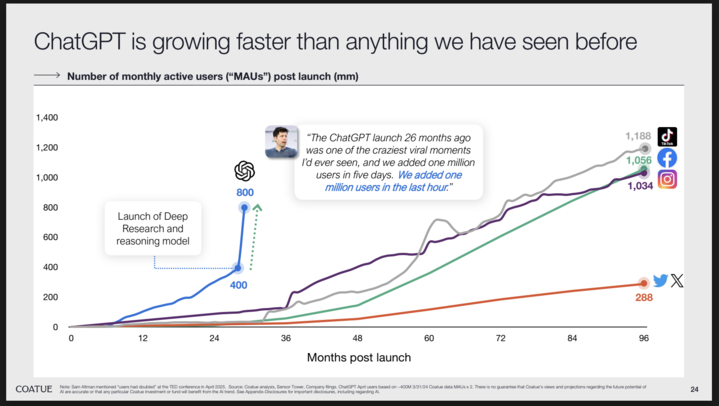 ChatGPT is growing faster than anything we have seen before
Number of monthly active users (“MAUs”) post launch (mm)
1,400
1,200
1,000
800
600
400
200
0
“The ChatGPT launch 26 months ago
was one of the craziest viral moments
I’d ever seen, and we added one million
users in five days. We added one
million users in the last hour.”
Launch of Deep
Research and
reasoning model
800
400
1,188
TikTok
1,056
1,034
288
0
12
24
36
48
60
72
84
96
Months post launch
COATUE
Note: Sam Altman mentioned “users had doubled” at the TED conference in April 2025. Source: Coatue analysis, Sensor Tower, Company filings, ChatGPT April users based on ~400M 3/31/24 Coatue data MAUs x 2. There is no guarantee that Coatue’s views and projections regarding the future potential of
AI are accurate or that any particular Coatue investment or fund will benefit from the AI trend. See Appendix-Disclosures for important disclosures, including regarding AI.
24